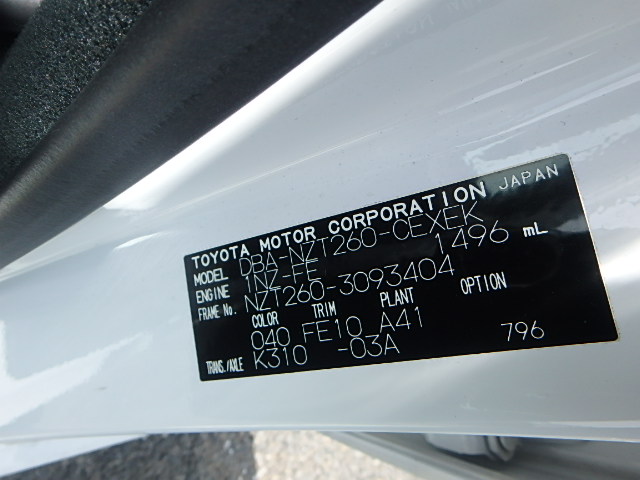 TOYOTA MOTOR CORPORATION JAPAN
MODEL DBA-NZT260-CEXEK
ENGINE 1NZ-FE 1496 mL
FRAME No. NZT260-3093404
COLOR TRIM PLANT OPTION
040 FE10 A41
TRANS./AXLE K310 -03A 796